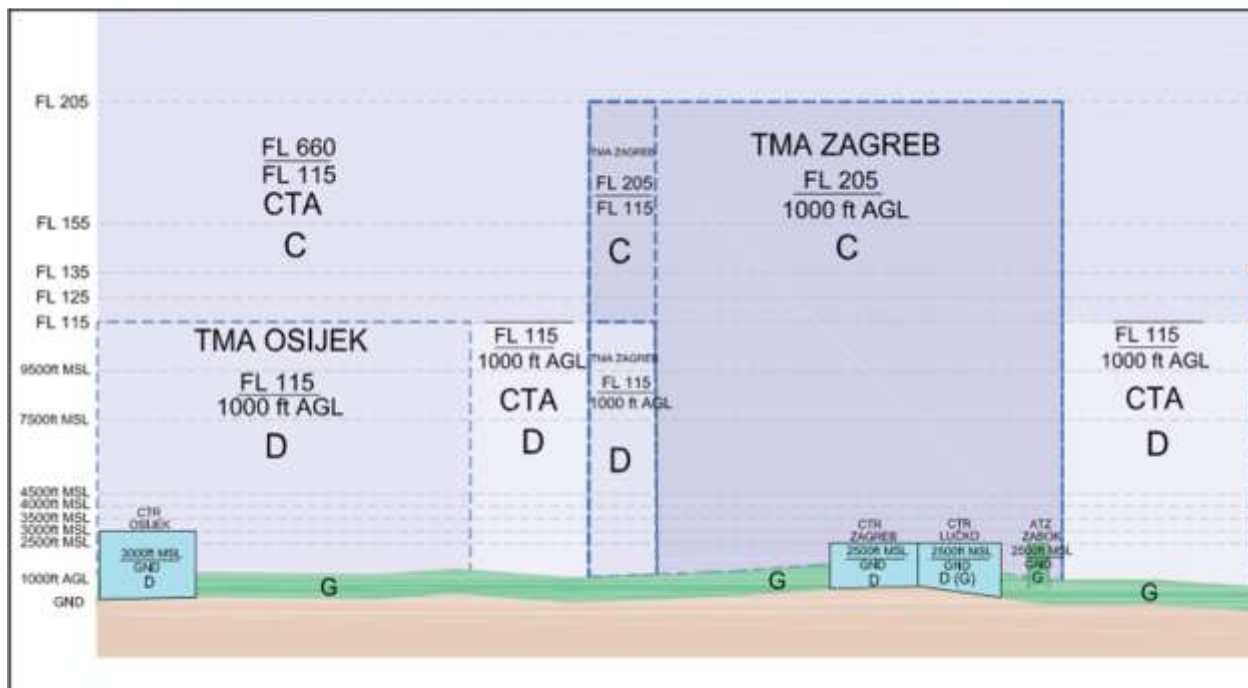 FL 205
FL 155
FL 135
FL 125
FL 115
9500ft MSL
7500ft MSL
4500ft MSL
4000ft MSL
3500ft MSL
3000ft MSL
2500ft MSL
1000ft AGL
GND
FL 660
FL 115
CTA
C
TMA OSIJEK
FL 115
1000 ft AGL
D
CTR
OSIJEK
3000ft MSL
GND
D
G
FL 115
1000 ft AGL
CTA
D
TMA ZAGREB
FL 205
FL 115
C
TMA ZAGREB
FL 115
1000 ft AGL
D
TMA ZAGREB
FL 205
1000 ft AGL
C
G
CTR
ZAGREB
2500ft MSL
GND
D
CTR
LUČKO
2500ft MSL
GND
D (G)
ATZ
ZABOK
2500ft MSL
GND
G
FL 115
1000 ft AGL
CTA
D
G